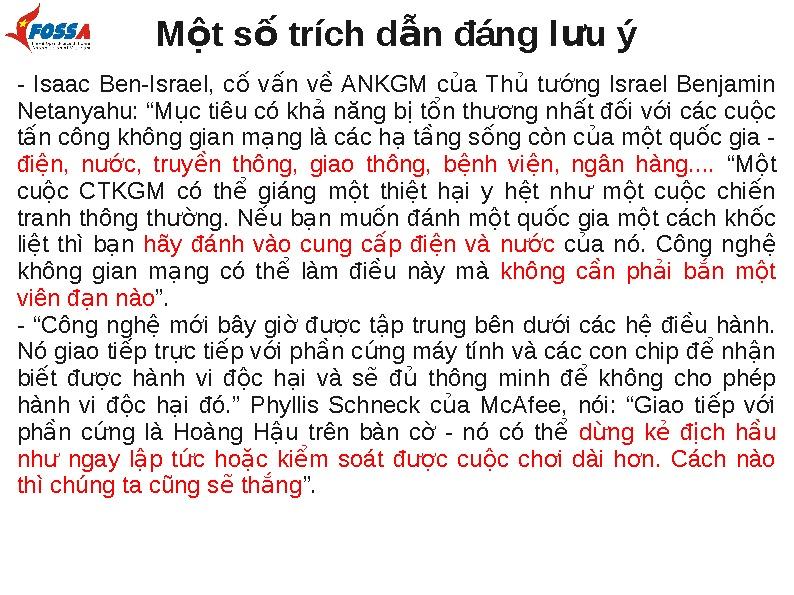 FOSSA
Một số trích dẫn đáng lưu ý
- Isaac Ben-Israel, cố vấn về ANKGM của Thủ tướng Israel Benjamin
Netanyahu: “Mục tiêu có khả năng bị tổn thương nhất đối với các cuộc
tấn công không gian mạng là các hạ tầng sống còn của một quốc gia -
điện, nước, truyền thông, giao thông, bệnh viện, ngân hàng.... “Một
cuộc CTKGM có thể giáng một thiệt hại y hệt như một cuộc chiến
tranh thông thường. Nếu bạn muốn đánh một quốc gia một cách khốc
liệt thì bạn hãy đánh vào cung cấp điện và nước của nó. Công nghệ
không gian mạng có thể làm điều này mà không cần phải bắn một
viên đạn nào”.
- “Công nghệ mới bây giờ được tập trung bên dưới các hệ điều hành.
Nó giao tiếp trực tiếp với phần cứng máy tính và các con chip để nhận
biết được hành vi độc hại và sẽ đủ thông minh để không cho phép
hành vi độc hại đó.” Phyllis Schneck của McAfee, nói: “Giao tiếp với
phần cứng là Hoàng Hậu trên bàn cờ - nó có thể dừng kẻ địch hầu
như ngay lập tức hoặc kiểm soát được cuộc chơi dài hơn. Cách nào
thì chúng ta cũng sẽ thắng”.